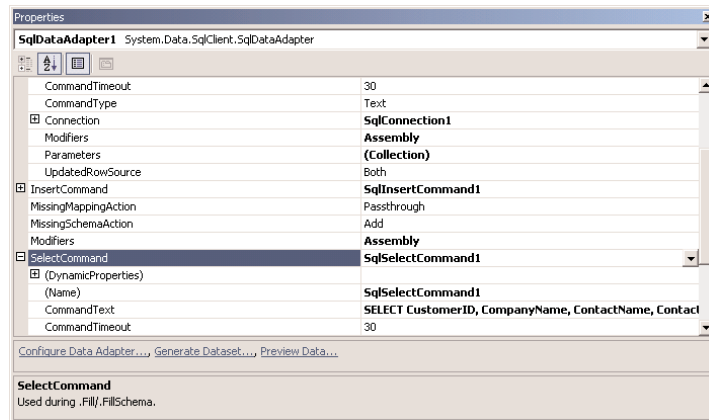 Properties
SqlDataAdapter1 System.Data.SqlClient.SqlDataAdapter
CommandTimeout 30
CommandType Text
Connection SqlConnection1
Modifiers Assembly
Parameters (Collection)
UpdatedRowSource Both
InsertCommand SqlInsertCommand1
MissingMappingAction Passthrough
MissingSchemaAction Add
Modifiers Assembly
SelectCommand SqlSelectCommand1
(DynamicProperties)
(Name) SqlSelectCommand1
CommandText SELECT CustomerID, CompanyName, ContactName, Contact
CommandTimeout 30
Configure Data Adapter..., Generate Dataset..., Preview Data...
SelectCommand
Used during .Fill/.FillSchema.